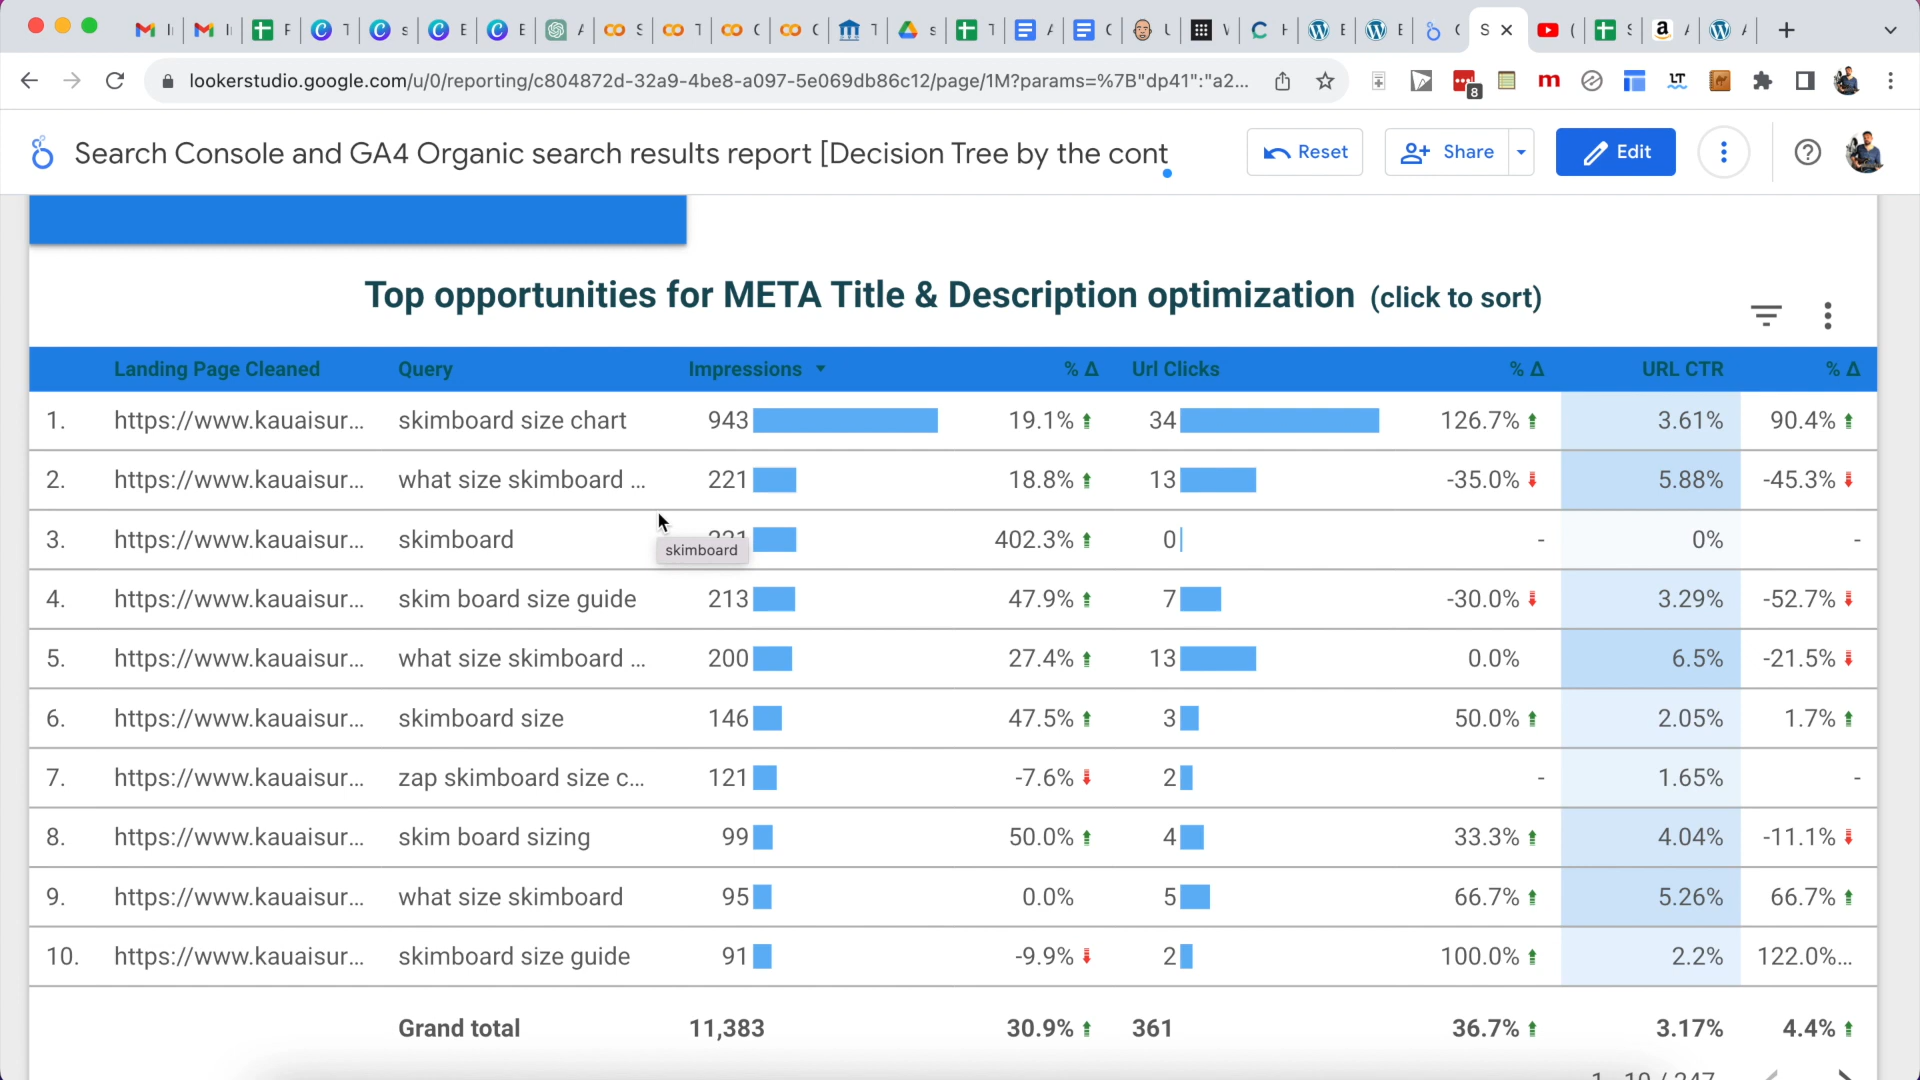 lookerstudio.google.com/u/0/reporting/c804872d-32a9-4be8-a097-5e069db86c12/page/1M?params=%7B"dp41":"a2...
8
m
LT
Search Console and GA4 Organic search results report [Decision Tree by the cont
Reset
Share
Edit
Top opportunities for META Title & Description optimization (click to sort)
Landing Page Cleaned Query Impressions % Δ Url Clicks % Δ URL CTR % Δ
1. https://www.kauaisur... skimboard size chart 943 19.1% 34 126.7% 3.61% 90.4%
2. https://www.kauaisur... what size skimboard ... 221 18.8% 13 -35.0% 5.88% -45.3%
3. https://www.kauaisur... skimboard 221 402.3% 0 - 0% -
skimboard
4. https://www.kauaisur... skim board size guide 213 47.9% 7 -30.0% 3.29% -52.7%
5. https://www.kauaisur... what size skimboard ... 200 27.4% 13 0.0% 6.5% -21.5%
6. https://www.kauaisur... skimboard size 146 47.5% 3 50.0% 2.05% 1.7%
7. https://www.kauaisur... zap skimboard size c... 121 -7.6% 2 - 1.65% -
8. https://www.kauaisur... skim board sizing 99 50.0% 4 33.3% 4.04% -11.1%
9. https://www.kauaisur... what size skimboard 95 0.0% 5 66.7% 5.26% 66.7%
10. https://www.kauaisur... skimboard size guide 91 -9.9% 2 100.0% 2.2% 122.0%...
Grand total 11,383 30.9% 361 36.7% 3.17% 4.4%
1 - 10 / 247